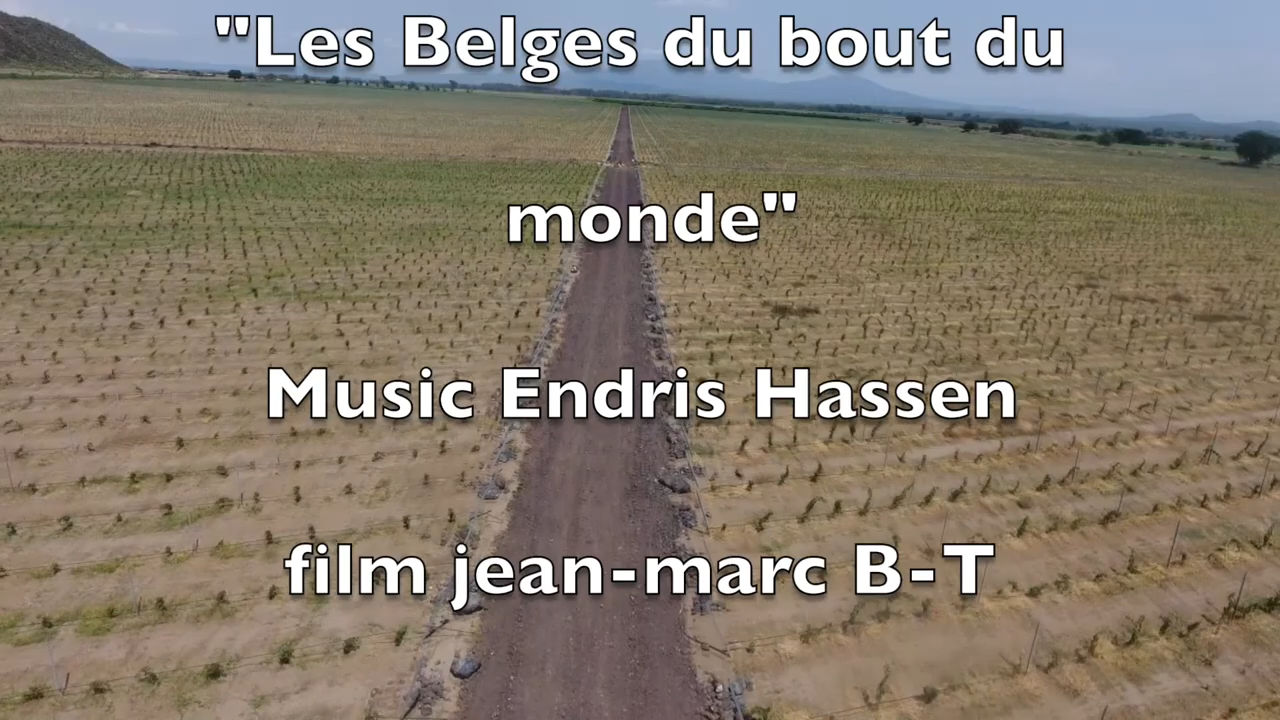 "Les Belges du bout du
monde"
Music Endris Hassen
film jean-marc B-T